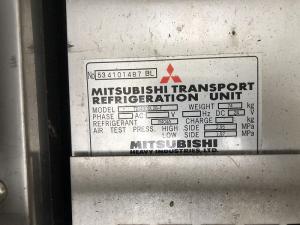 No 534101487 BL
MITSUBISHI TRANSPORT
REFRIGERATION UNIT
MODEL WEIGHT kg
PHASE AC V Hz DC
REFRIGERANT CHARGE kg
AIR TEST PRESS. HIGH SIDE MPa
LOW SIDE MPa
MITSUBISHI
HEAVY INDUSTRIES, LTD.